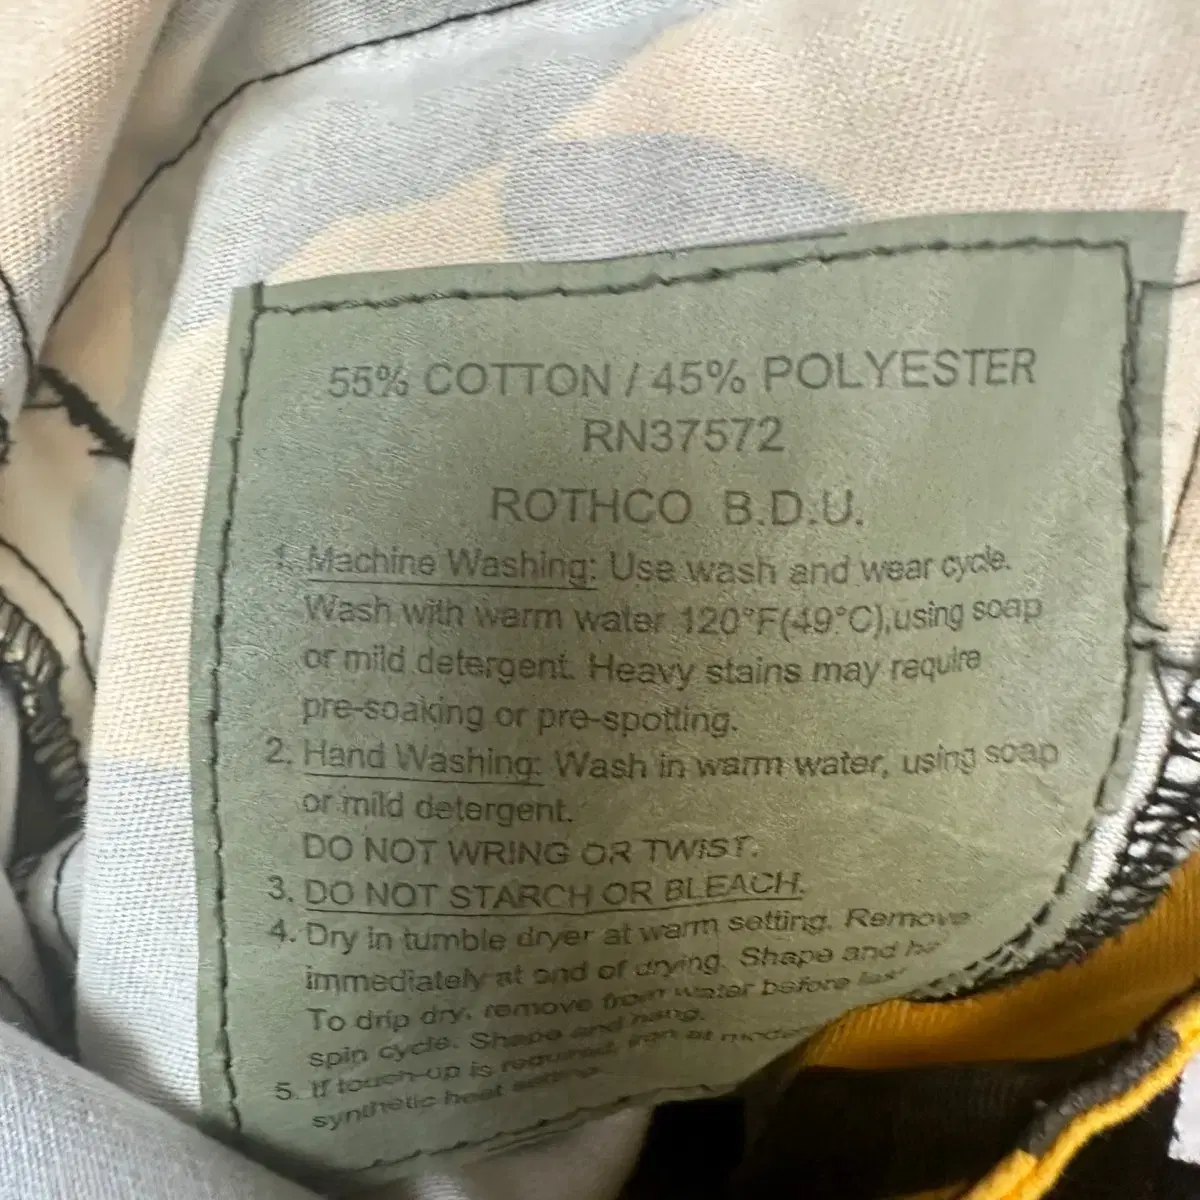 55% COTTON / 45% POLYESTER
RN37572
ROTHCO B.D.U.
1. Machine Washing: Use wash and wear cycle.
Wash with warm water 120°F(49°C),using soap
or mild detergent. Heavy stains may require
pre-soaking or pre-spotting.
2. Hand Washing: Wash in warm water, using soap
or mild detergent.
DO NOT WRING OR TWIST.
3. DO NOT STARCH OR BLEACH.
4. Dry in tumble dryer at warm setting. Remove
immediately at end of drying. Shape and
To drip dry, remove from water before
spin cycle. Shape and hang.
5. If touch-up is required, iron at
synthetic heat setting.